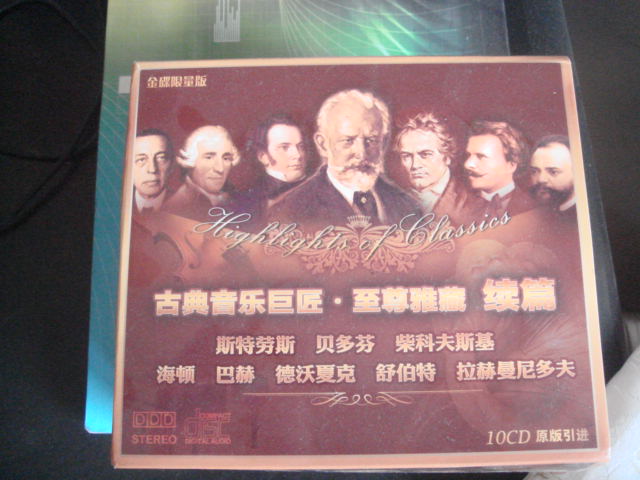 金碟限量版
Highlights of Classics
古典音乐巨匠·至尊雅藏 续篇
斯特劳斯 贝多芬 柴科夫斯基
海顿 巴赫 德沃夏克 舒伯特 拉赫曼尼多夫
DDD
STEREO
COMPACT
disc
DIGITAL AUDIO
10CD 原版引进